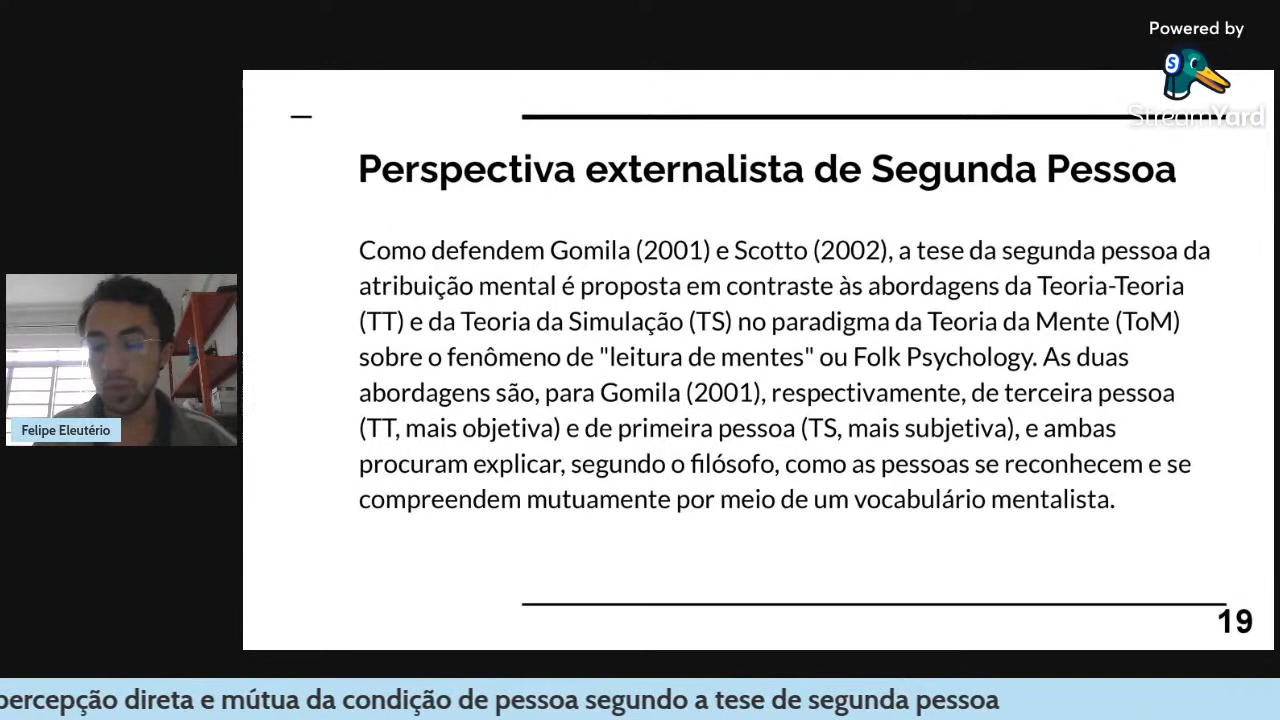 Powered by
StreamYard
Perspectiva externalista de Segunda Pessoa
Como defendem Gomila (2001) e Scotto (2002), a tese da segunda pessoa da
atribuição mental é proposta em contraste às abordagens da Teoria-Teoria
(TT) e da Teoria da Simulação (TS) no paradigma da Teoria da Mente (ToM)
sobre o fenômeno de "leitura de mentes" ou Folk Psychology. As duas
abordagens são, para Gomila (2001), respectivamente, de terceira pessoa
(TT, mais objetiva) e de primeira pessoa (TS, mais subjetiva), e ambas
procuram explicar, segundo o filósofo, como as pessoas se reconhecem e se
compreendem mutuamente por meio de um vocabulário mentalista.
Felipe Eleutério
19
percepção direta e mútua da condição de pessoa segundo a tese de segunda pessoa